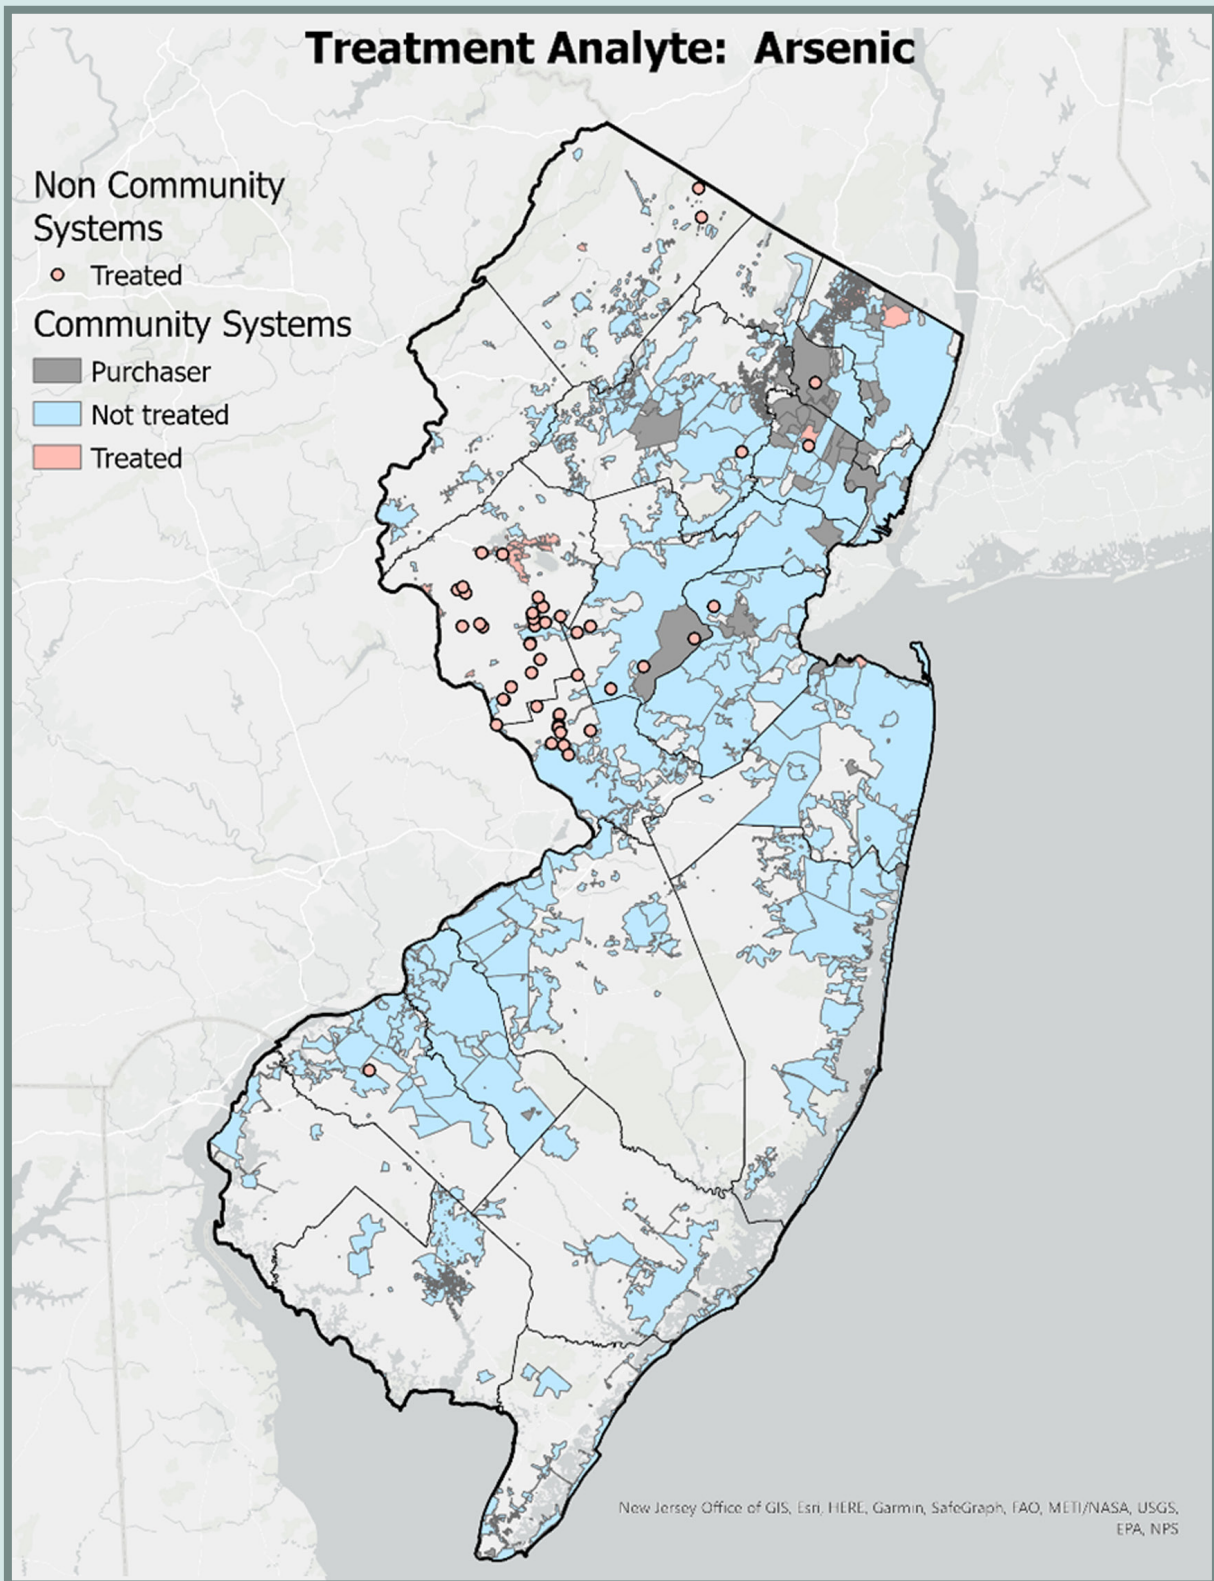 Treatment Analyte: Arsenic
Non Community
Systems
Treated
Community Systems
Purchaser
Not treated
Treated
New Jersey Office of GIS, Esri, HERE, Garmin, SafeGraph, FAO, METI/NASA, USGS,
EPA, NPS